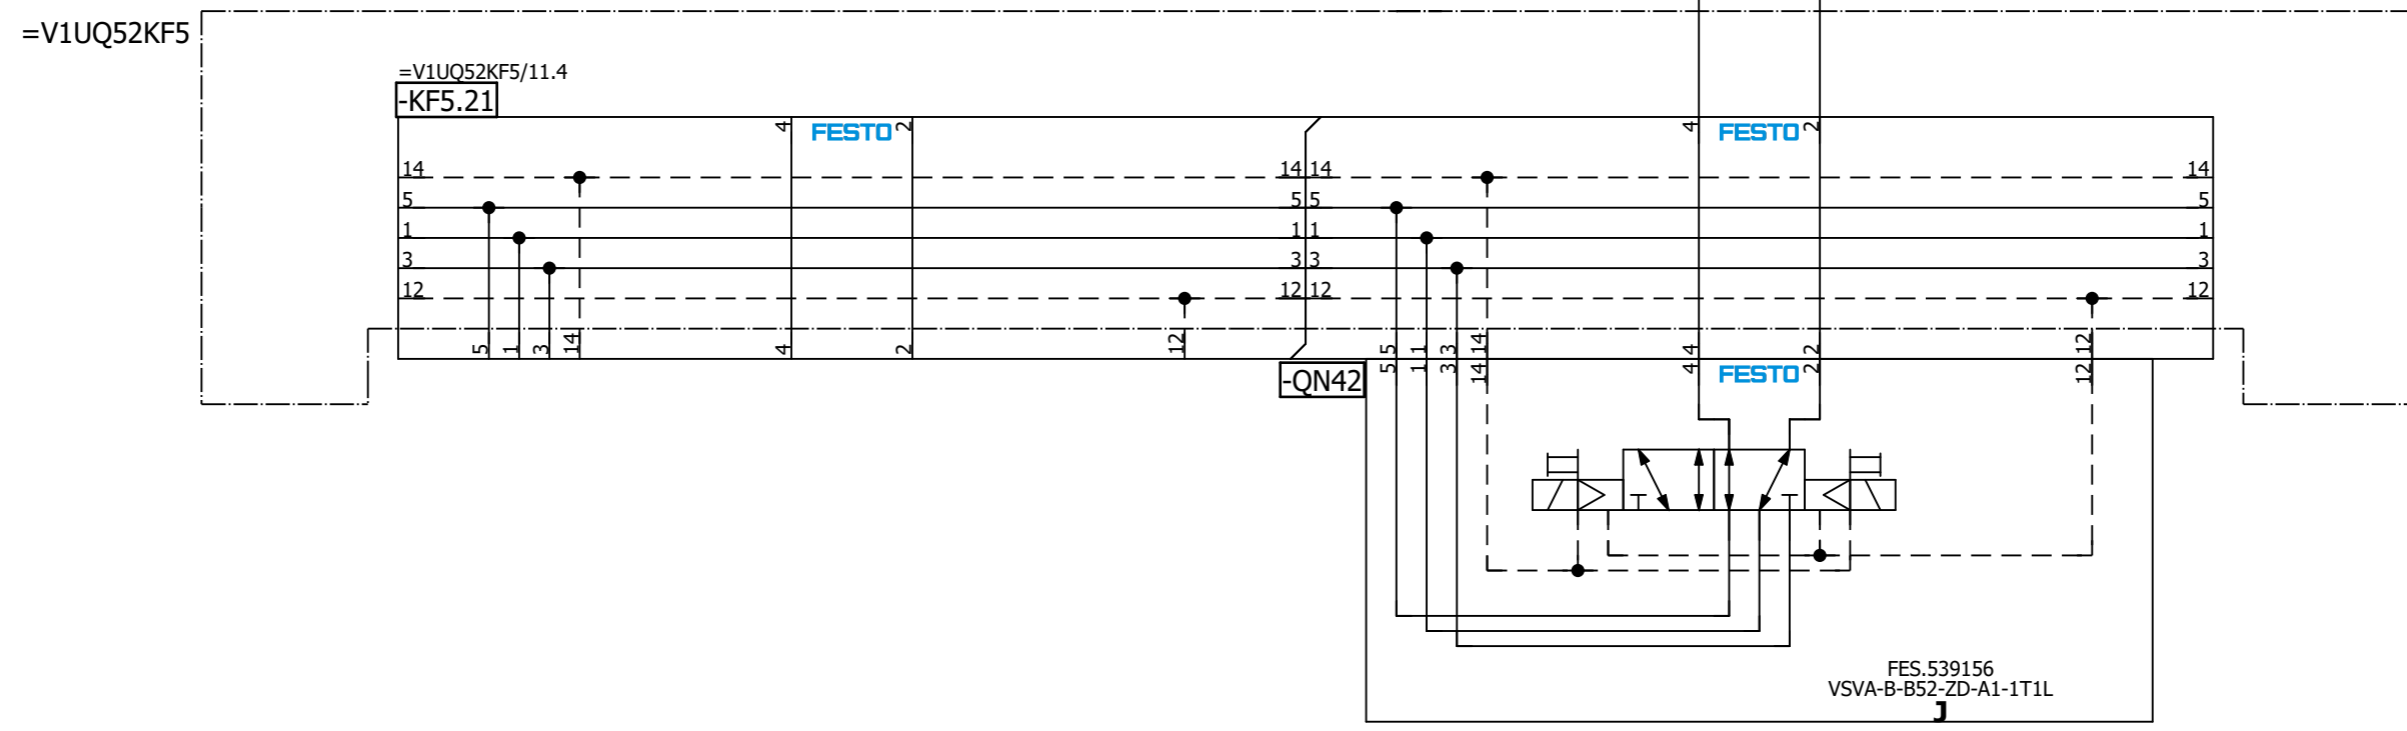 =V1UQ52KF5
=V1UQ52KF5/11.4
-KF5.21
4 FESTO 2 4 FESTO 2
14 14 14 14
5 5 5 5
1 1 1 1
3 3 3 3
12 12 12 12
5 1 3 14 4 2 12 5 1 3 14 4 2 12
-QN42 5 1 3 14 4 FESTO 2 12
FES.539156
VSVA-B-B52-ZD-A1-1T1L
J